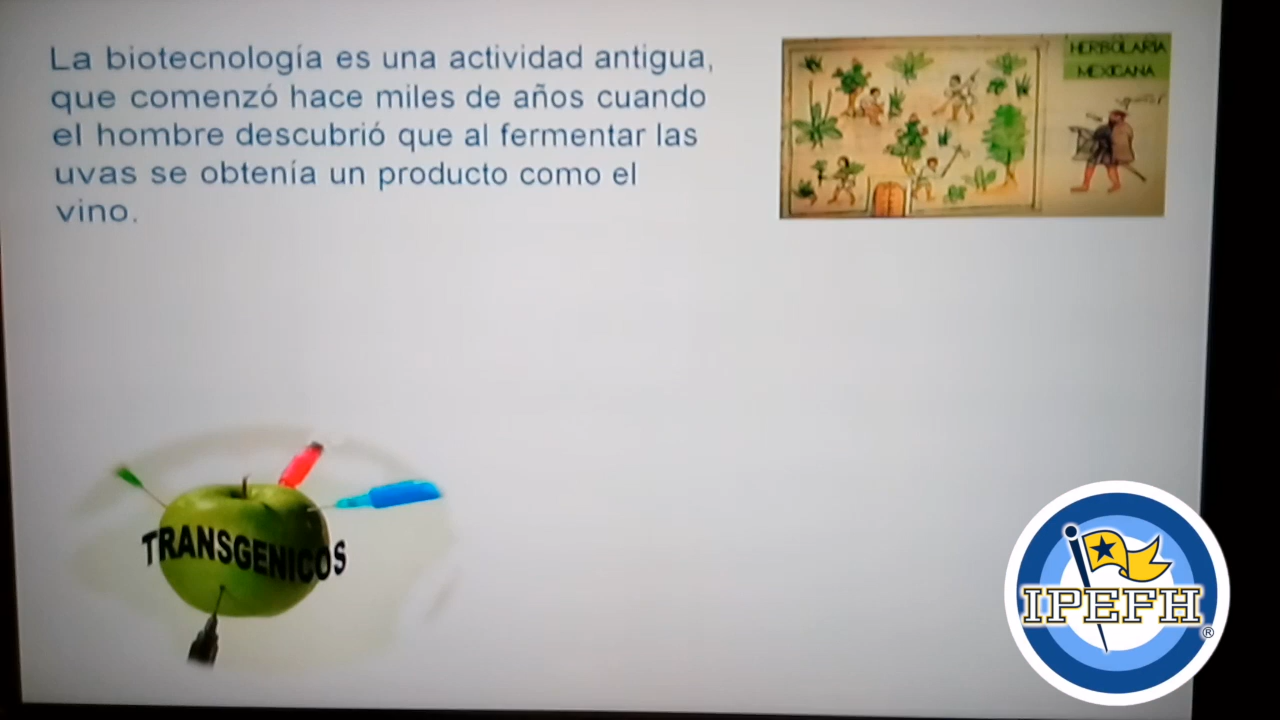 La biotecnología es una actividad antigua,
que comenzó hace miles de años cuando
el hombre descubrió que al fermentar las
uvas se obtenía un producto como el
vino.
HERBOLARIA
MEXICANA
TRANSGENICOS
IPEFH
®